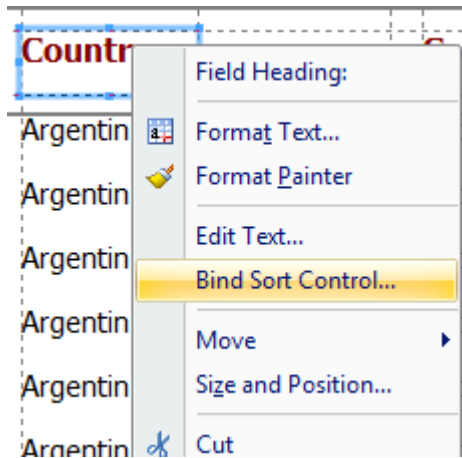 Countr
Field Heading:
Argentin
Format Text...
Format Painter
Argentin
Edit Text...
Argentin
Bind Sort Control...
Argentin
Move
Argentin
Size and Position...
Argentin
Cut